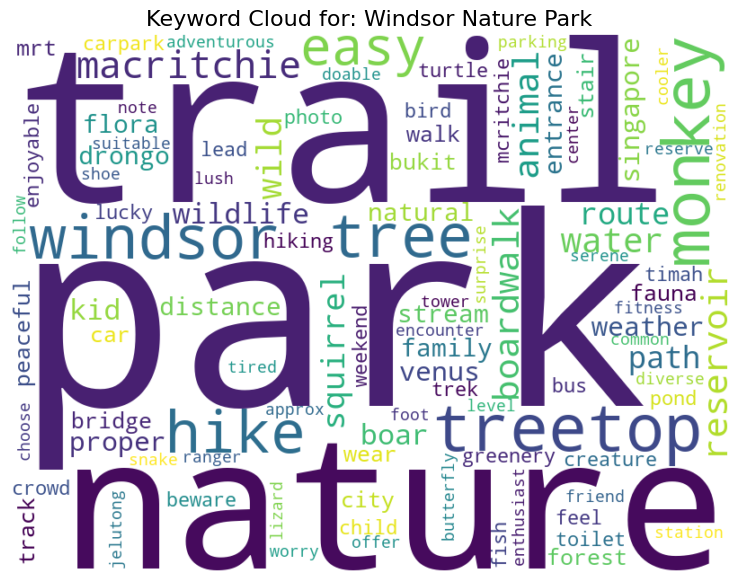 Keyword Cloud for: Windsor Nature Park
mrt
carpark
adventurous
easy
parking
macritchie
doable
turtle
trail
note
flora
suitable
drongo
shoe
enjoyable
lead
lush
wild
photo
bird
walk
bukit
mcritchie
animal
entrance
center
stair
singapore
reserve
cooler
monkey
renovation
follow
lucky
wildlife
windsor
hiking
tree
natural
route
water
serene
surprise
boardwalk
timah
fauna
fitness
weather
common
path
diverse
pond
reservoir
peaceful
kid
car
distance
park
tired
squirrel
weekend
tower
stream
encounter
family
venus
trek
bus
level
foot
approx
choose
bridge
proper
hike
snake
ranger
boar
treetop
greenery
wear
creature
crowd
track
jelutong
beware
lizard
worry
city
child
offer
butterfly
nature
fish
enthusiast
friend
feel
toilet
forest
station